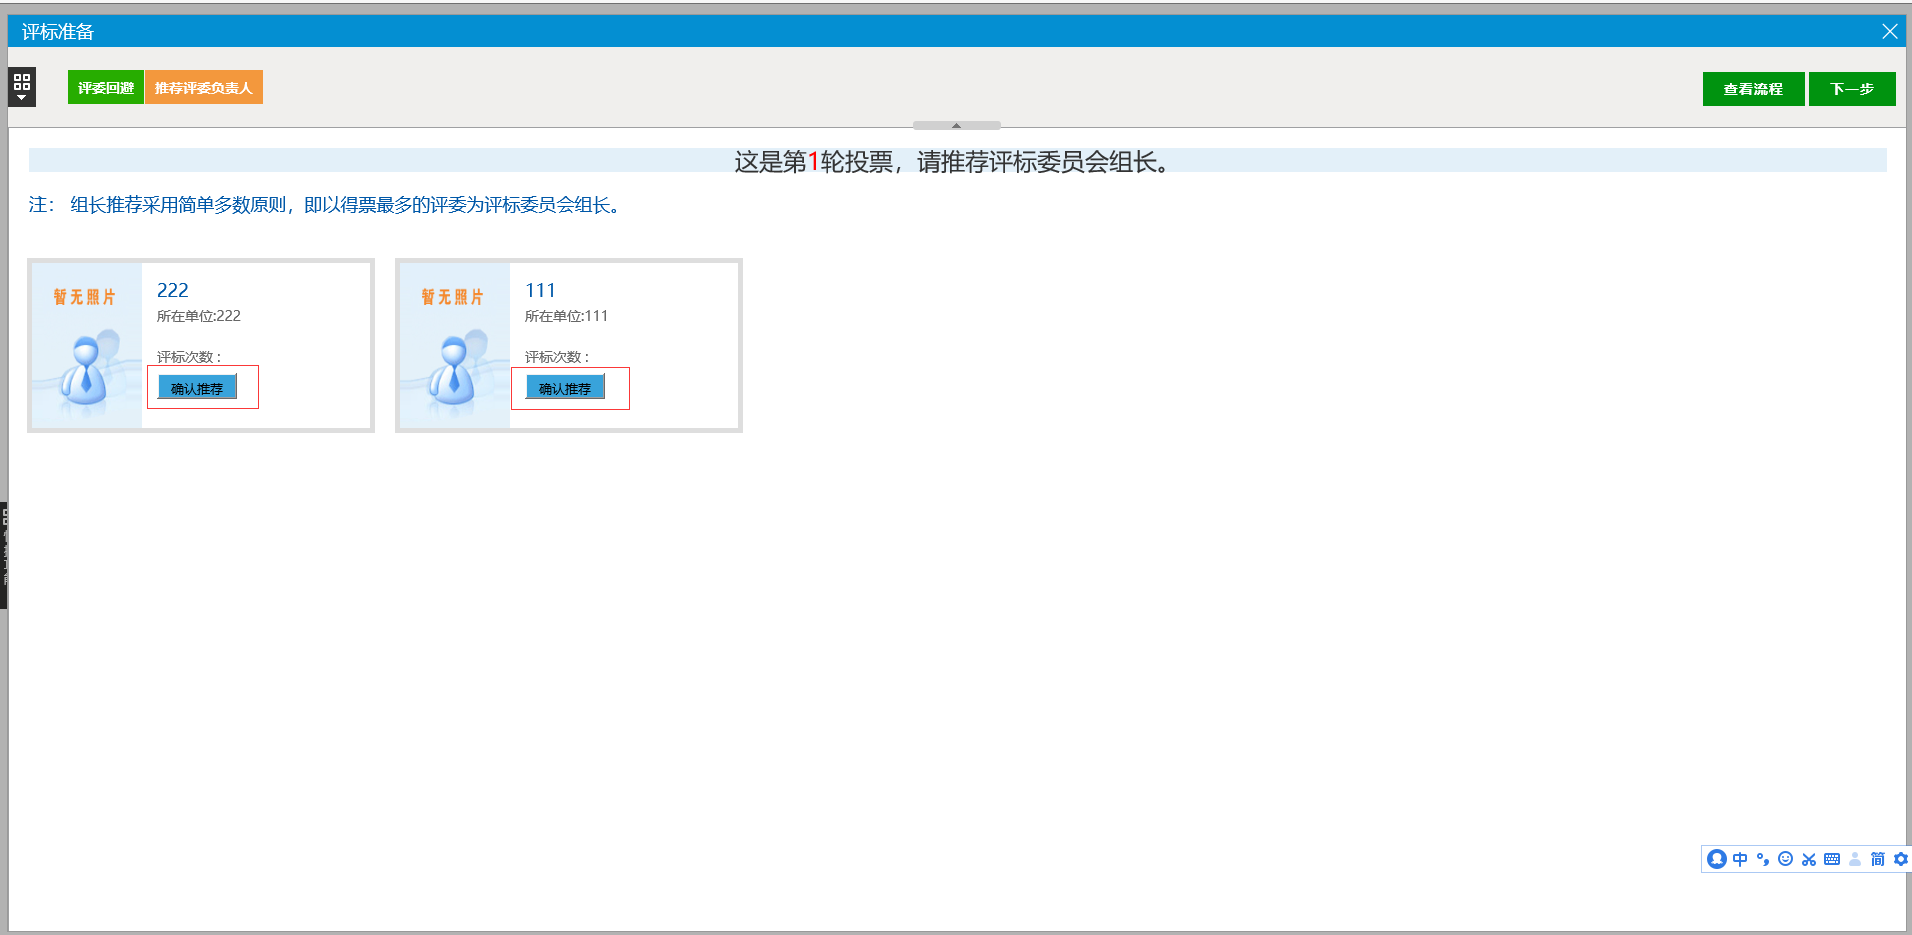 评标准备
评委回避 推荐评委负责人 查看流程 下一步
这是第1轮投票，请推荐评标委员会组长。
注： 组长推荐采用简单多数原则，即以得票最多的评委为评标委员会组长。
暂无照片
222
所在单位:222
评标次数：
确认推荐
暂无照片
111
所在单位:111
评标次数：
确认推荐
中 简